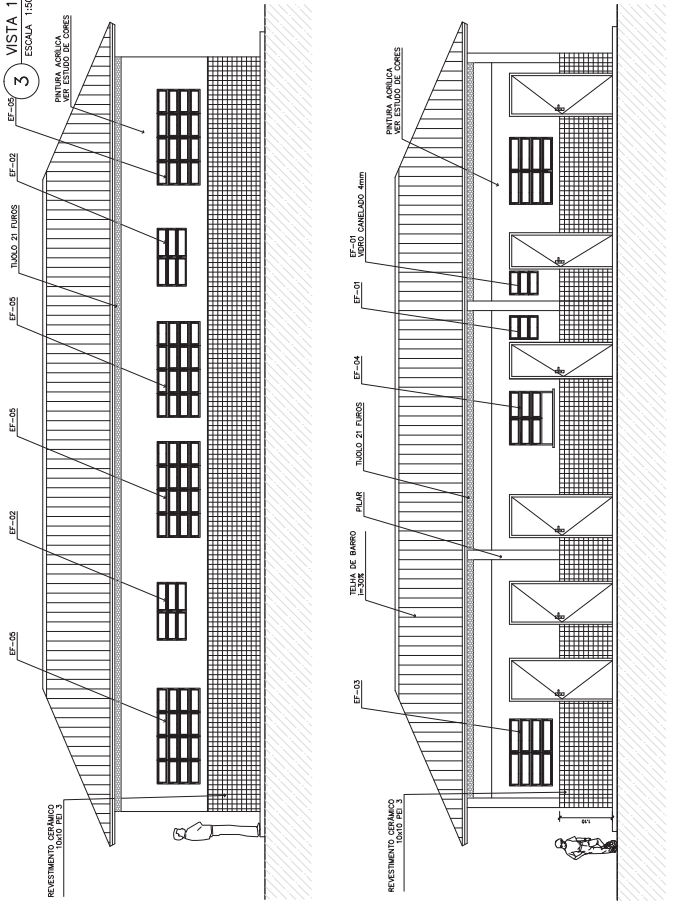 3
VISTA 1
ESCALA 1:50
REVESTIMENTO CERÂMICO
10x10 PEI 3
EF-05
EF-02
EF-05
EF-05
TIJOLO 21 FUROS
EF-02
EF-05
PINTURA ACRÍLICA
VER ESTUDO DE CORES
REVESTIMENTO CERÂMICO
10x10 PEI 3
EF-03
TELHA DE BARRO
i=30%
PILAR
TIJOLO 21 FUROS
EF-04
EF-01
EF-01
VIDRO CANELADO 4mm
PINTURA ACRÍLICA
VER ESTUDO DE CORES
1.10